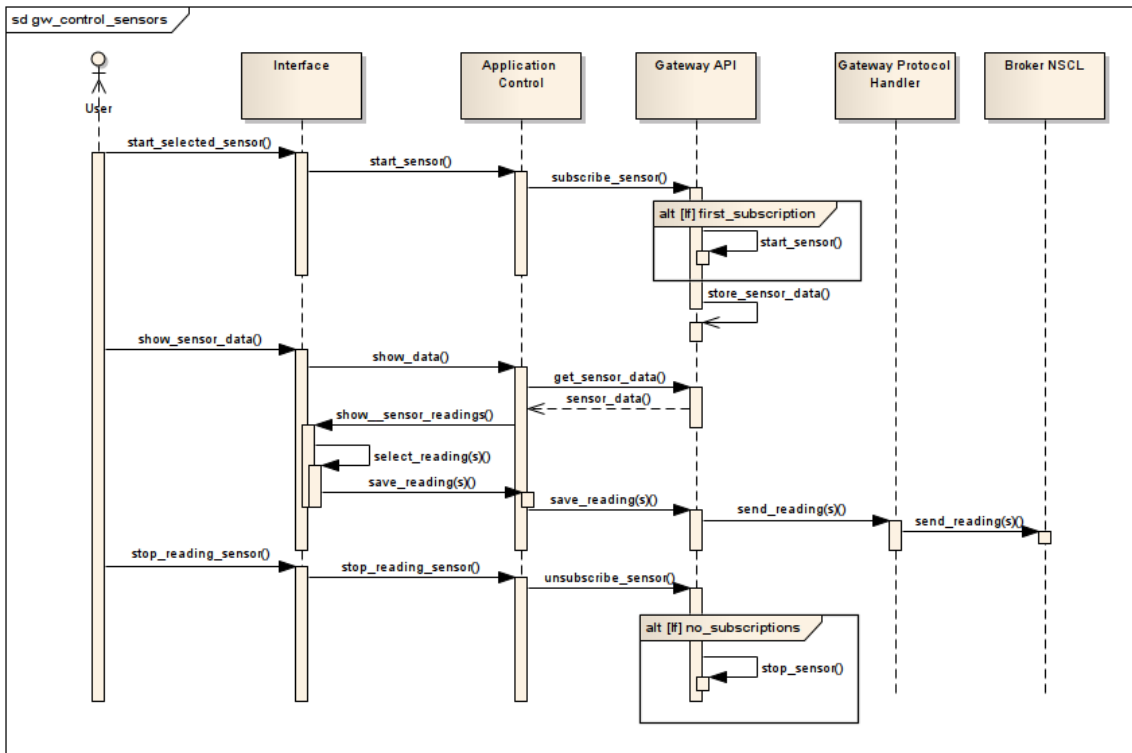 sd gw_control_sensors
User
Interface
Application
Control
Gateway API
Gateway Protocol
Handler
Broker NSCL
start_selected_sensor()
start_sensor()
subscribe_sensor()
alt [If] first_subscription
start_sensor()
store_sensor_data()
show_sensor_data()
show_data()
get_sensor_data()
sensor_data()
show__sensor_readings()
select_reading(s)()
save_reading(s)()
save_reading(s)()
send_reading(s)()
send_reading(s)()
stop_reading_sensor()
stop_reading_sensor()
unsubscribe_sensor()
alt [If] no_subscriptions
stop_sensor()